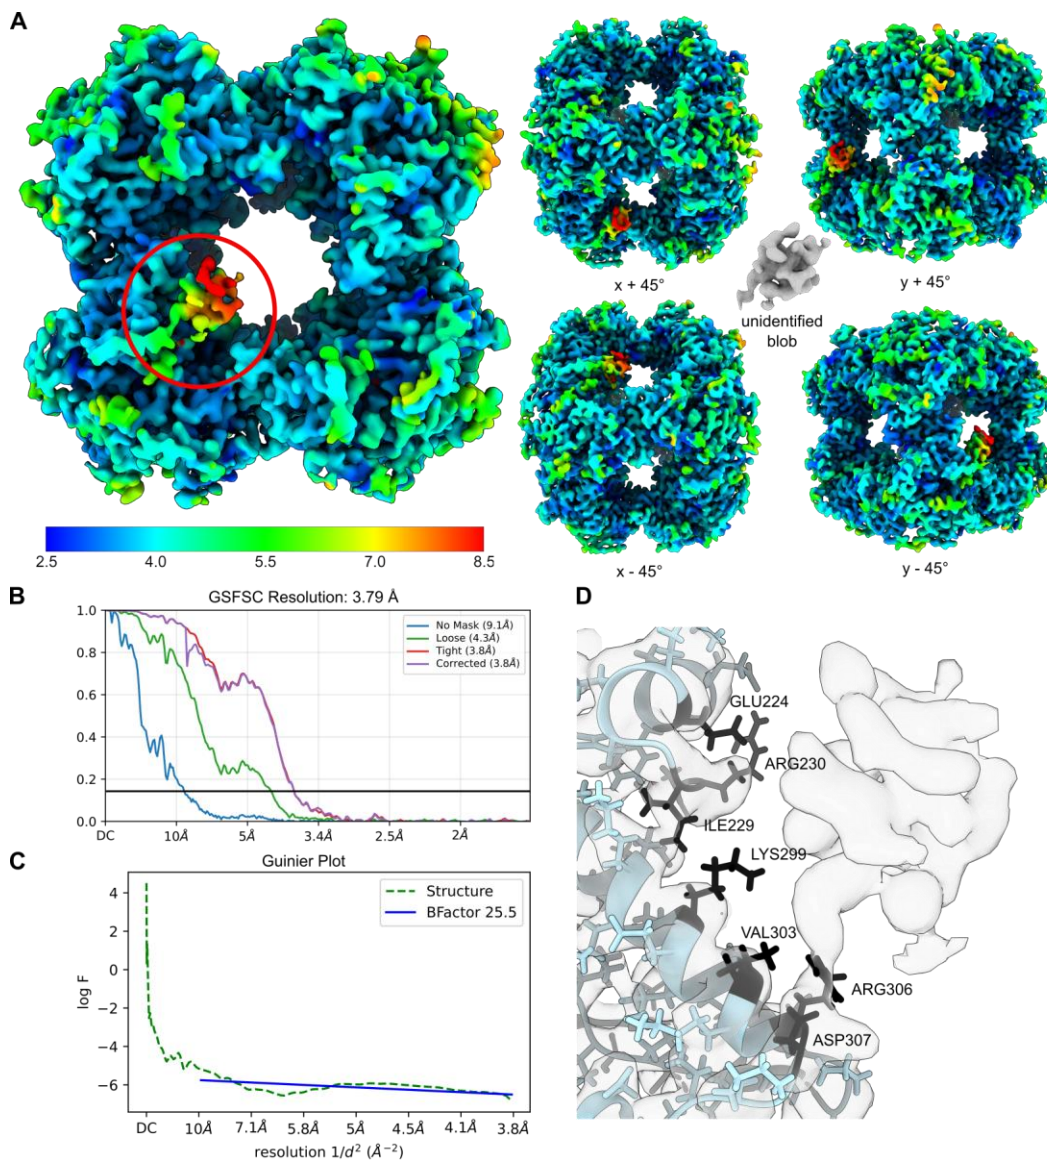 A
x + 45°
y + 45°
unidentified
blob
x - 45°
y - 45°
2.5 4.0 5.5 7.0 8.5
B
GSFSC Resolution: 3.79 Å
No Mask (9.1Å)
Loose (4.3Å)
Tight (3.8Å)
Corrected (3.8Å)
1.0
0.8
0.6
0.4
0.2
0.0
DC 10Å 5Å 3.4Å 2.5Å 2Å
C
Guinier Plot
Structure
BFactor 25.5
log F
4
2
0
−2
−4
−6
DC 10Å 7.1Å 5.8Å 5Å 4.5Å 4.1Å 3.8Å
resolution 1/d² (Å⁻²)
D
GLU224
ARG230
ILE229
LYS299
VAL303
ARG306
ASP307